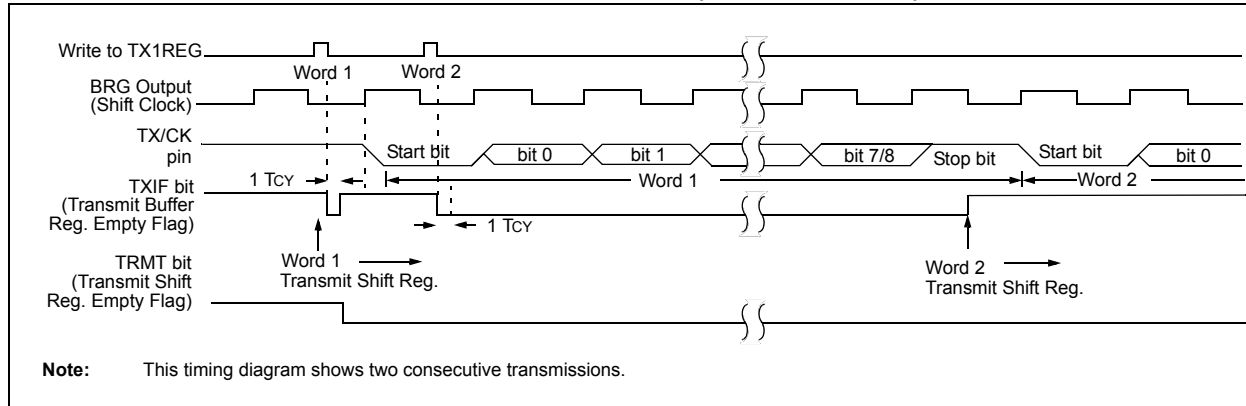 Write to TX1REG
Word 1
Word 2
BRG Output
(Shift Clock)
TX/CK
pin
Start bit
bit 0
bit 1
bit 7/8
Stop bit
Start bit
bit 0
1 TCY
Word 1
Word 2
TXIF bit
(Transmit Buffer
Reg. Empty Flag)
1 TCY
Word 1
Transmit Shift Reg.
Word 2
Transmit Shift Reg.
TRMT bit
(Transmit Shift
Reg. Empty Flag)
Note: This timing diagram shows two consecutive transmissions.